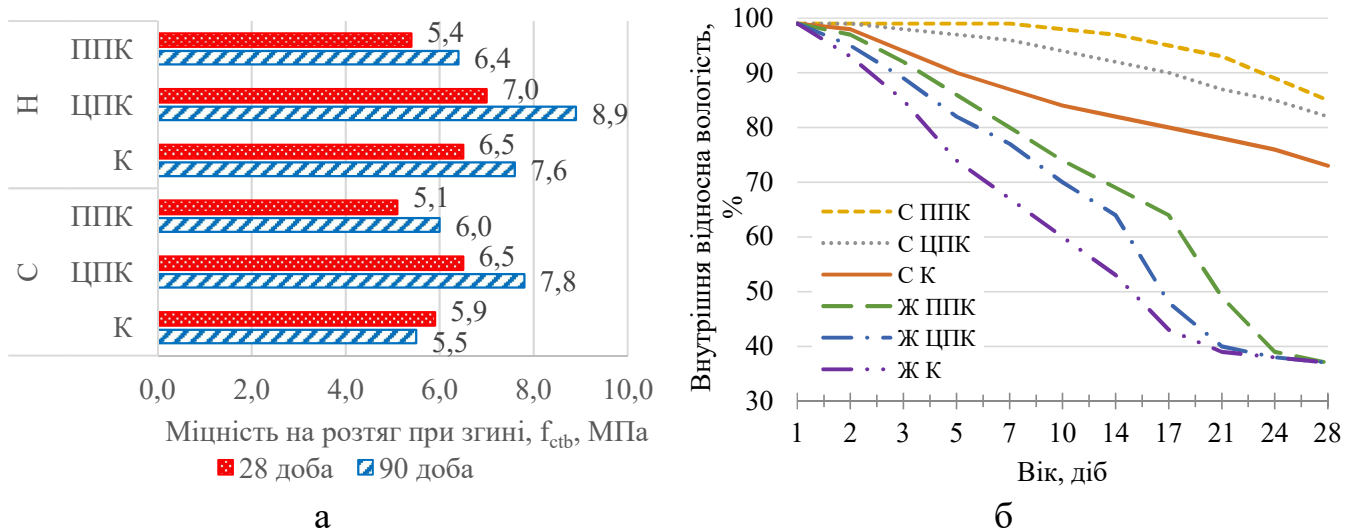 Н
ППК
5,4
6,4
ЦПК
7,0
8,9
К
6,5
7,6
С
ППК
5,1
6,0
ЦПК
6,5
7,8
К
5,9
5,5
0,0 2,0 4,0 6,0 8,0 10,0
Міцність на розтяг при згині, fctb, МПа
28 доба 90 доба
а
Внутрішня відносна вологість,
%
100
90
80
70
60
50
40
30
С ППК
С ЦПК
С К
Ж ППК
Ж ЦПК
Ж К
1 2 3 5 7 10 14 17 21 24 28
Вік, діб
б